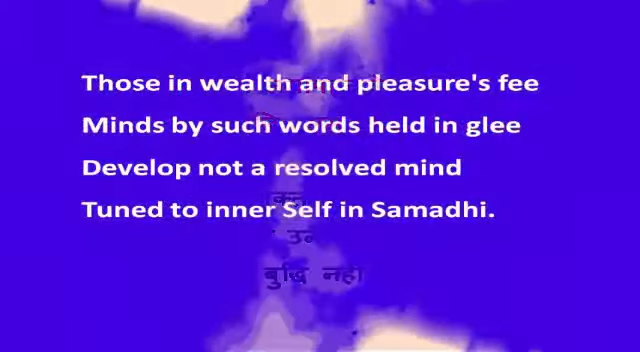 Those in wealth and pleasure's fee
Minds by such words held in glee
Develop not a resolved mind
Tuned to inner Self in Samadhi.
बुद्धि नही